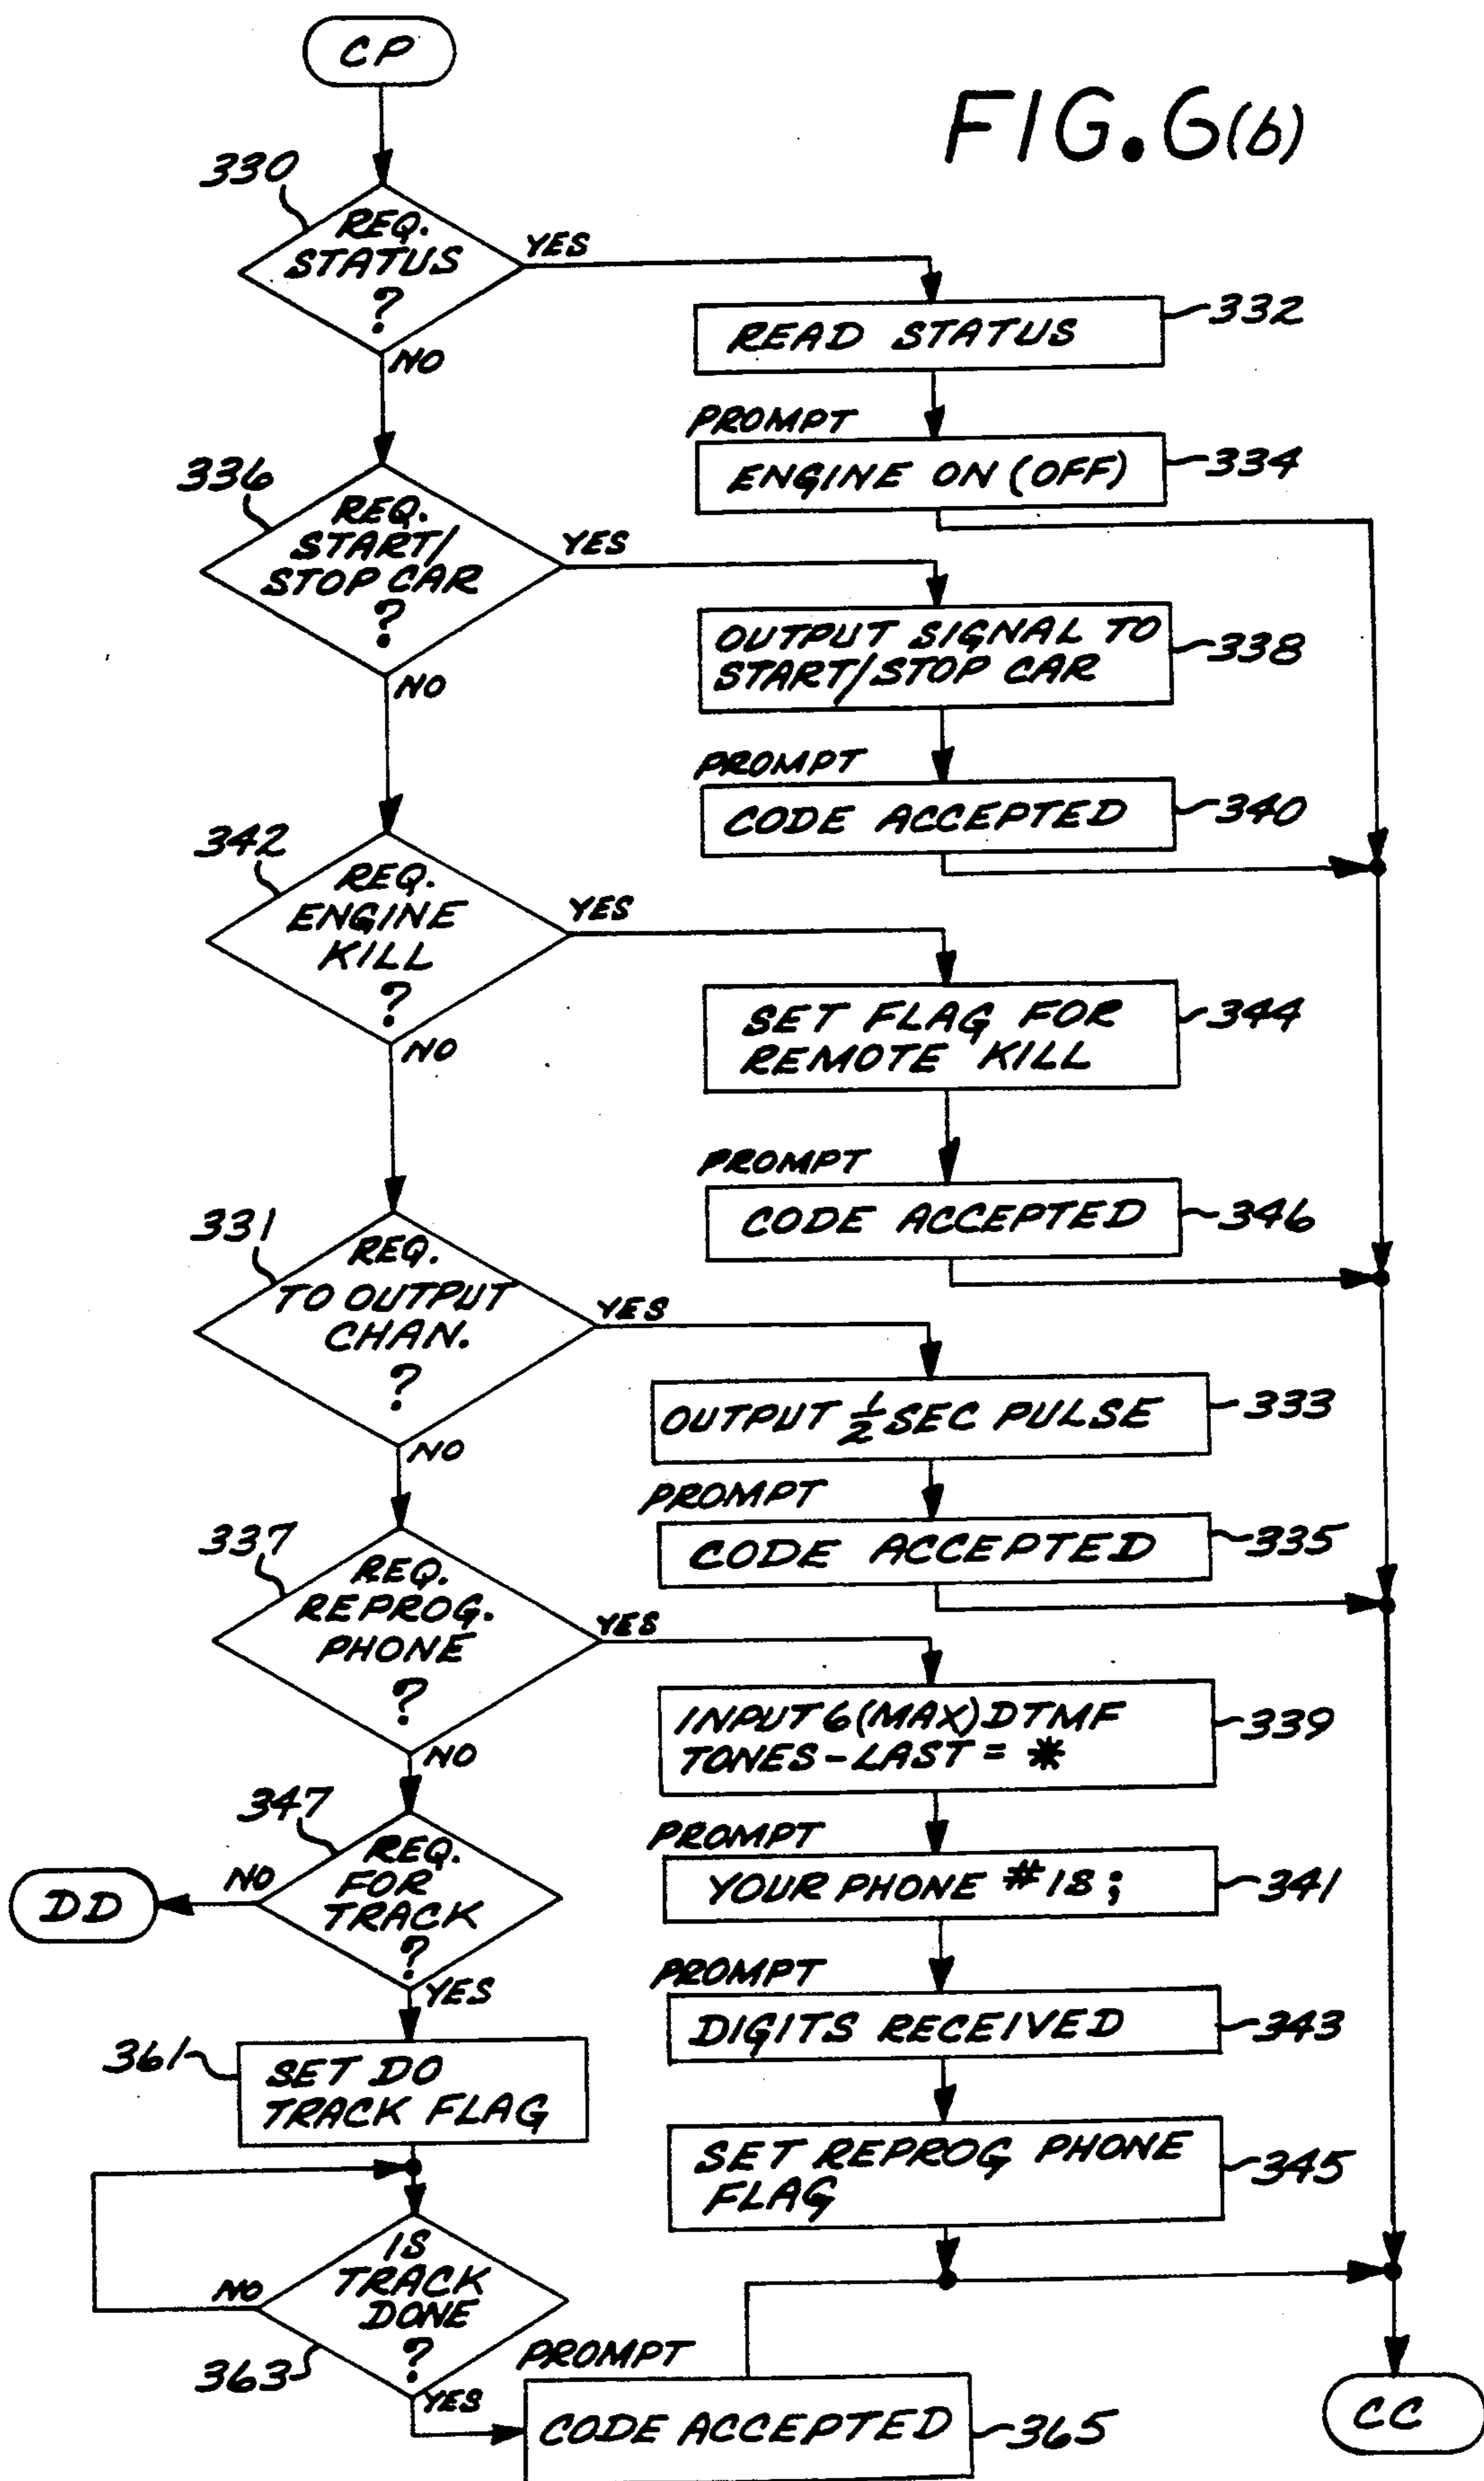 CP
FIG.6(b)
330
REQ.
STATUS
?
YES
NO
READ STATUS
332
PROMPT
ENGINE ON (OFF)
334
336
REQ.
START/
STOP CAR
?
YES
NO
OUTPUT SIGNAL TO
START/STOP CAR
338
PROMPT
CODE ACCEPTED
340
342
REQ.
ENGINE
KILL
?
YES
NO
SET FLAG FOR
REMOTE KILL
344
PROMPT
CODE ACCEPTED
346
331
REQ.
TO OUTPUT
CHAN.
?
YES
NO
OUTPUT 1/2 SEC PULSE
333
PROMPT
CODE ACCEPTED
335
337
REQ.
REPROG.
PHONE
?
YES
NO
INPUT 6 (MAX) DTMF
TONES-LAST = *
339
PROMPT
YOUR PHONE # IS;
341
PROMPT
DIGITS RECEIVED
343
SET REPROG PHONE
FLAG
345
347
REQ.
FOR
TRACK
?
NO
DD
YES
361
SET DO
TRACK FLAG
IS
TRACK
DONE
?
NO
363
YES
PROMPT
CODE ACCEPTED
365
CC